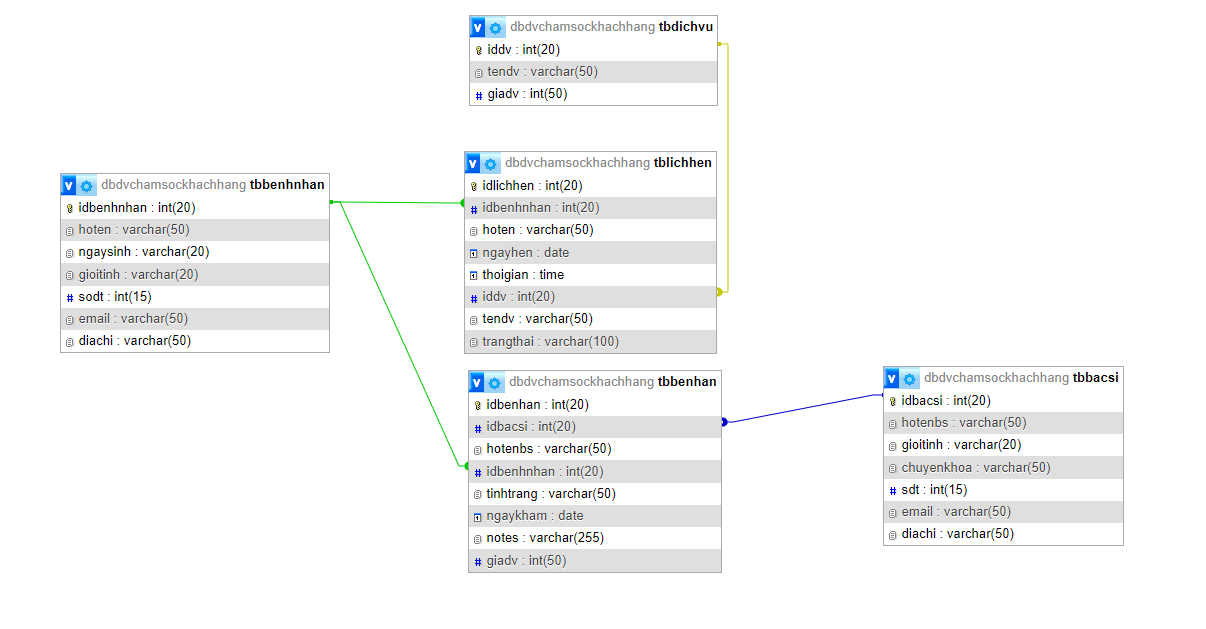 dbdvchamsockhachhang tbdichvu
iddv : int(20)
tendv : varchar(50)
giadv : int(50)
dbdvchamsockhachhang tblichhen
idlichhen : int(20)
idbenhnhan : int(20)
hoten : varchar(50)
ngayhen : date
thoigian : time
iddv : int(20)
tendv : varchar(50)
trangthai : varchar(100)
dbdvchamsockhachhang tbbenhnhan
idbenhnhan : int(20)
hoten : varchar(50)
ngaysinh : varchar(20)
gioitinh : varchar(20)
sodt : int(15)
email : varchar(50)
diachi : varchar(50)
dbdvchamsockhachhang tbbenhan
idbenhan : int(20)
idbacsi : int(20)
hotenbs : varchar(50)
idbenhnhan : int(20)
tinhtrang : varchar(50)
ngaykham : date
notes : varchar(255)
giadv : int(50)
dbdvchamsockhachhang tbbacsi
idbacsi : int(20)
hotenbs : varchar(50)
gioitinh : varchar(20)
chuyenkhoa : varchar(50)
sdt : int(15)
email : varchar(50)
diachi : varchar(50)